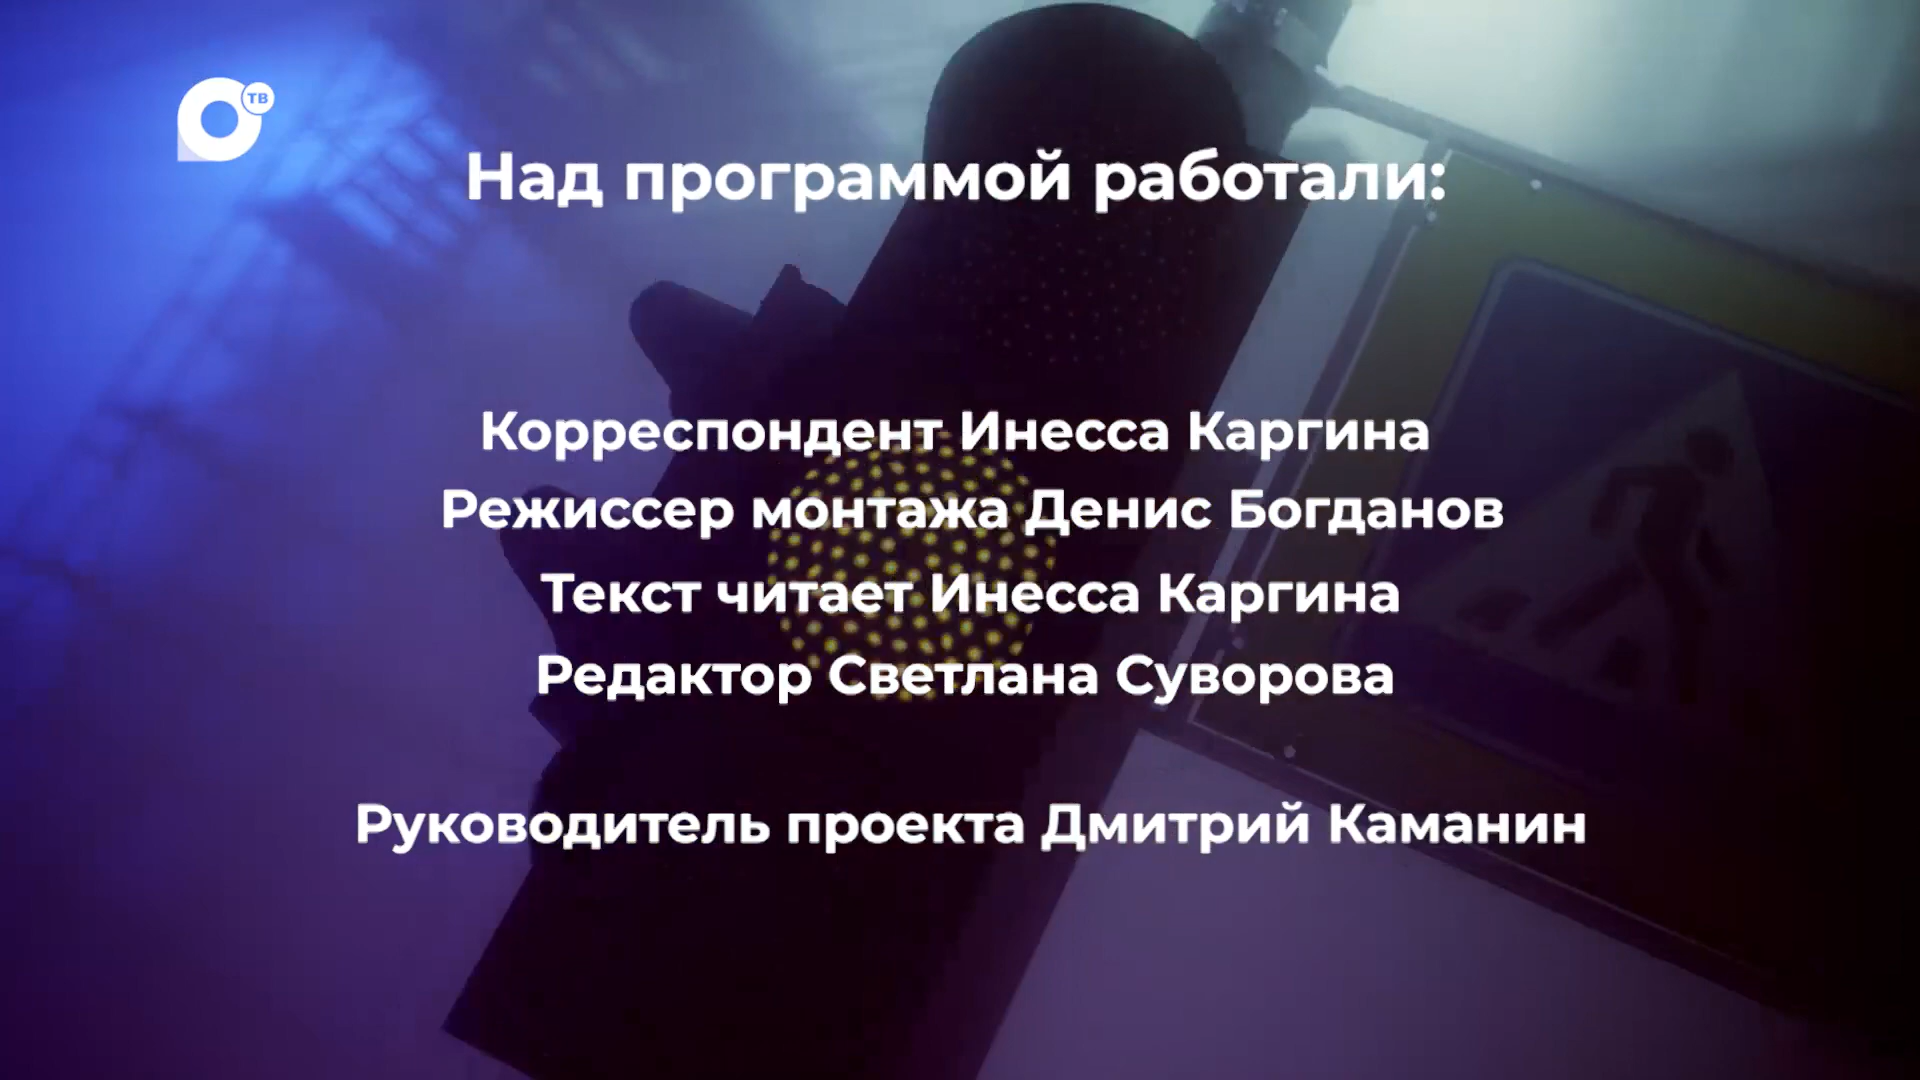 ТВ
Над программой работали:
Корреспондент Инесса Каргина
Режиссер монтажа Денис Богданов
Текст читает Инесса Каргина
Редактор Светлана Суворова
Руководитель проекта Дмитрий Каманин